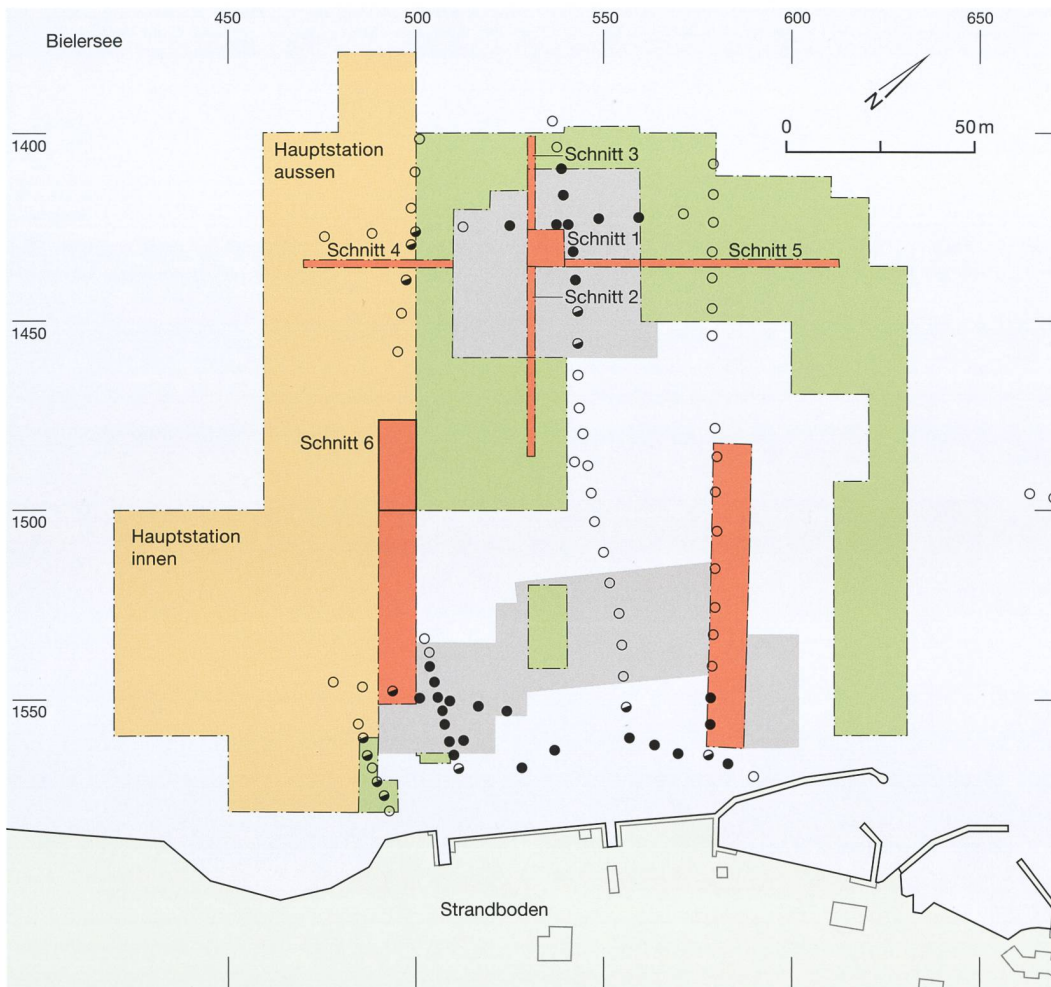 450 500 550 600 650
Bielersee
N
0 50 m
1400
Hauptstation
aussen
Schnitt 3
Schnitt 1
Schnitt 4
Schnitt 5
Schnitt 2
1450
Schnitt 6
1500
Hauptstation
innen
1550
Strandboden